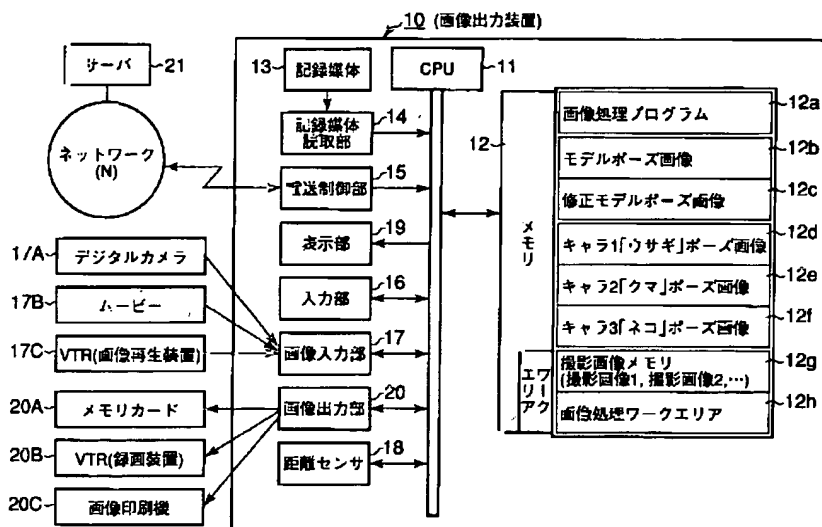 10 (画像出力装置)
サーバ 21
ネットワーク
(N)
13 記録媒体
CPU 11
記録媒体
読取部 14
伝送制御部 15
表示部 19
入力部 16
画像入力部 17
画像出力部 20
距離センサ 18
17A デジタルカメラ
17B ムービー
17C VTR(画像再生装置)
20A メモリカード
20B VTR(録画装置)
20C 画像印刷機
12
メモリ
ワーク
エリア
画像処理プログラム 12a
モデルポーズ画像 12b
修正モデルポーズ画像 12c
キャラ1「ウサギ」ポーズ画像 12d
キャラ2「クマ」ポーズ画像 12e
キャラ3「ネコ」ポーズ画像 12f
撮影画像メモリ 12g
(撮影画像1, 撮影画像2,…)
画像処理ワークエリア 12h